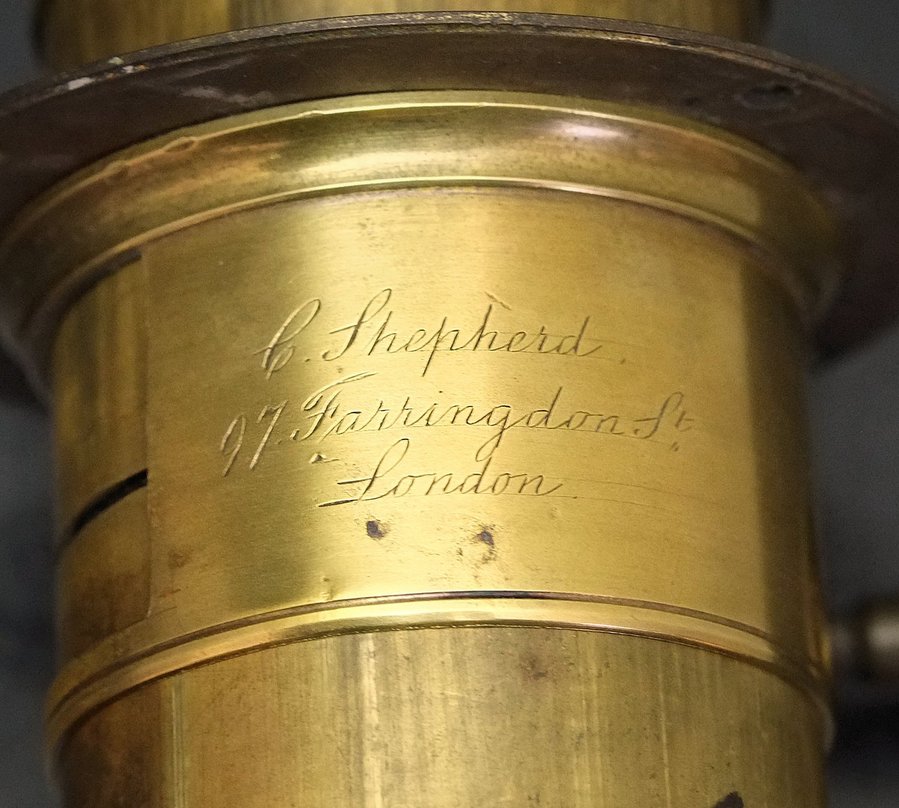 C. Shepherd.
97. Farringdon St.
London.